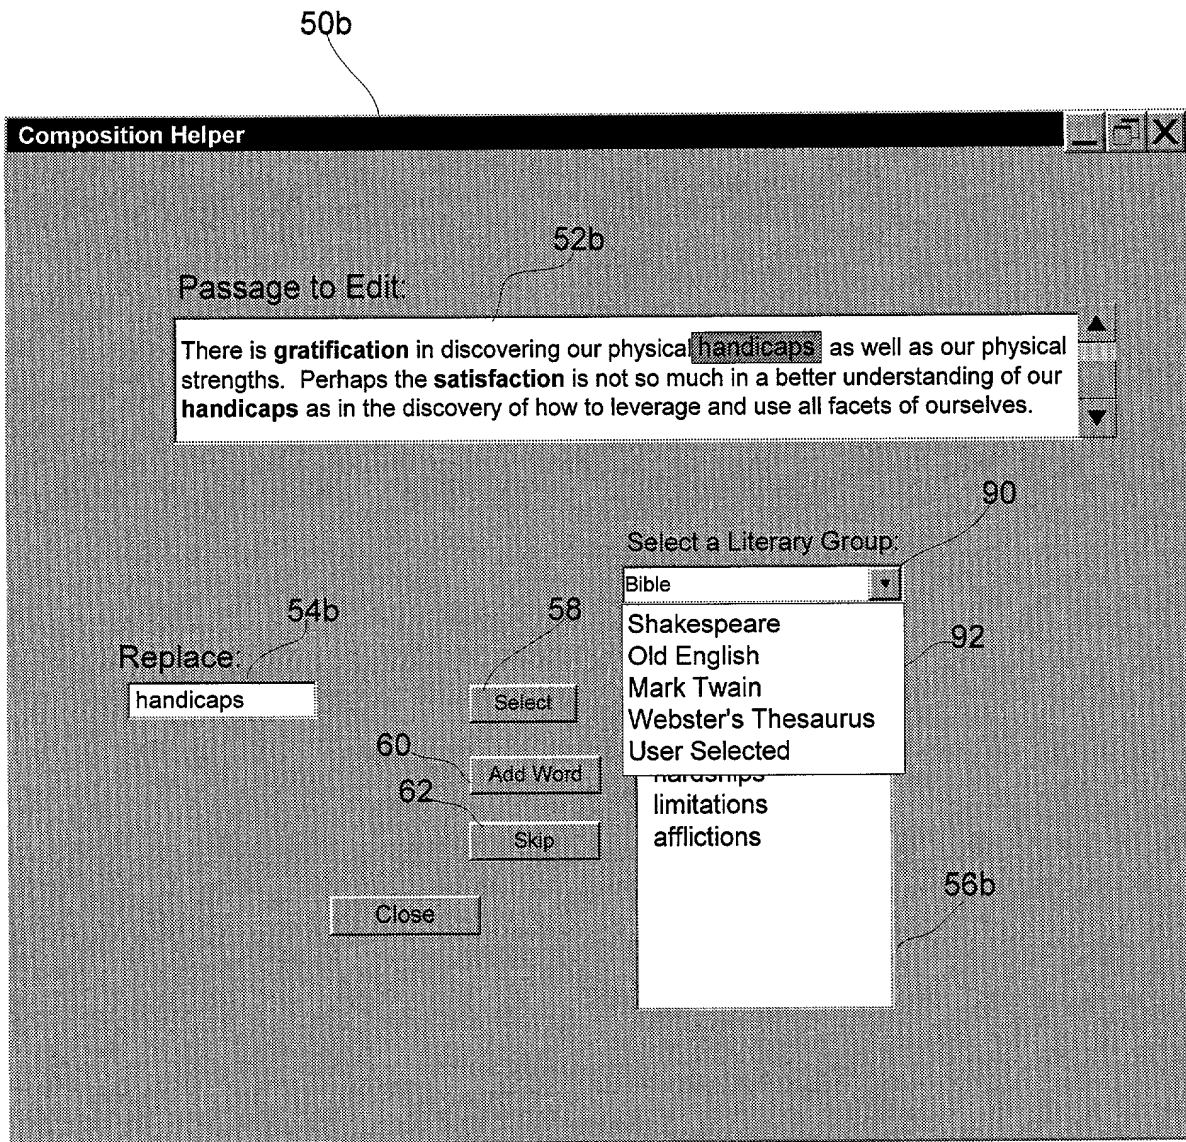 50b
Composition Helper
52b
Passage to Edit:
There is gratification in discovering our physical handicaps as well as our physical
strengths. Perhaps the satisfaction is not so much in a better understanding of our
handicaps as in the discovery of how to leverage and use all facets of ourselves.
90
Select a Literary Group:
Bible
54b
58
Shakespeare
92
Replace:
Old English
handicaps
Select
Mark Twain
Webster's Thesaurus
60
User Selected
Add Word
hardships
62
limitations
Skip
afflictions
56b
Close